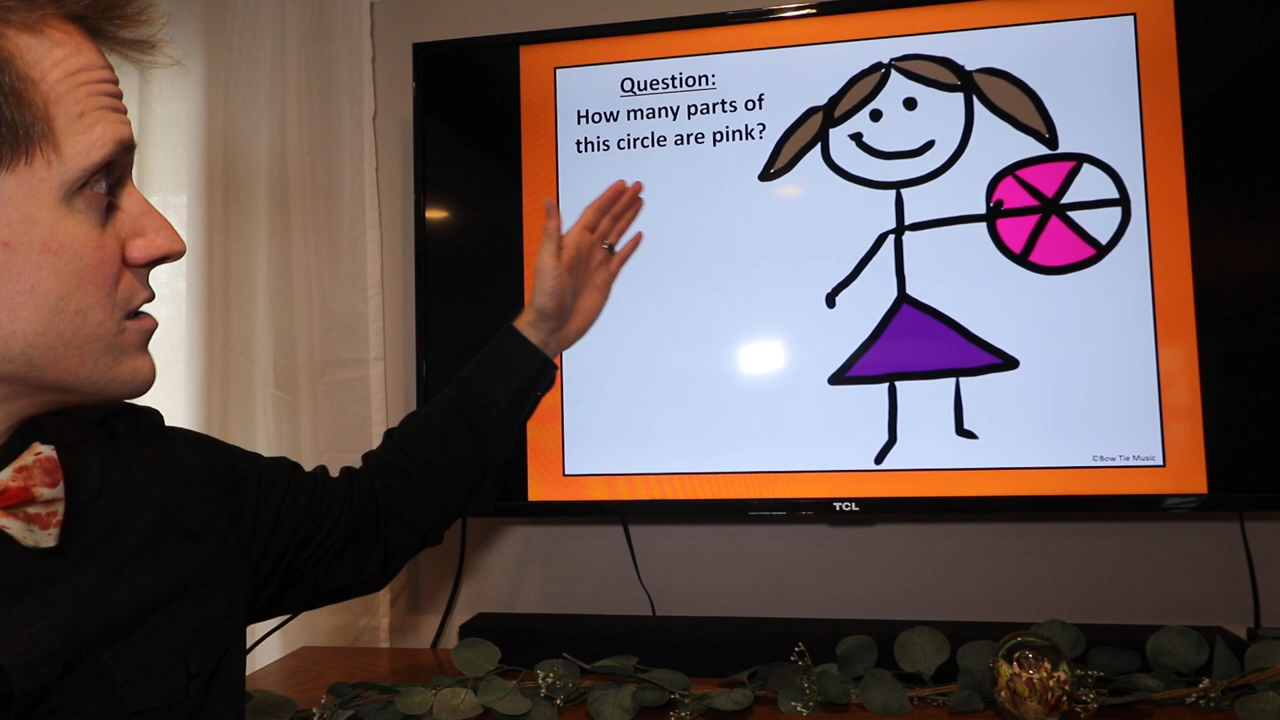 Question:
How many parts of
this circle are pink?
©Bow Tie Music
TCL